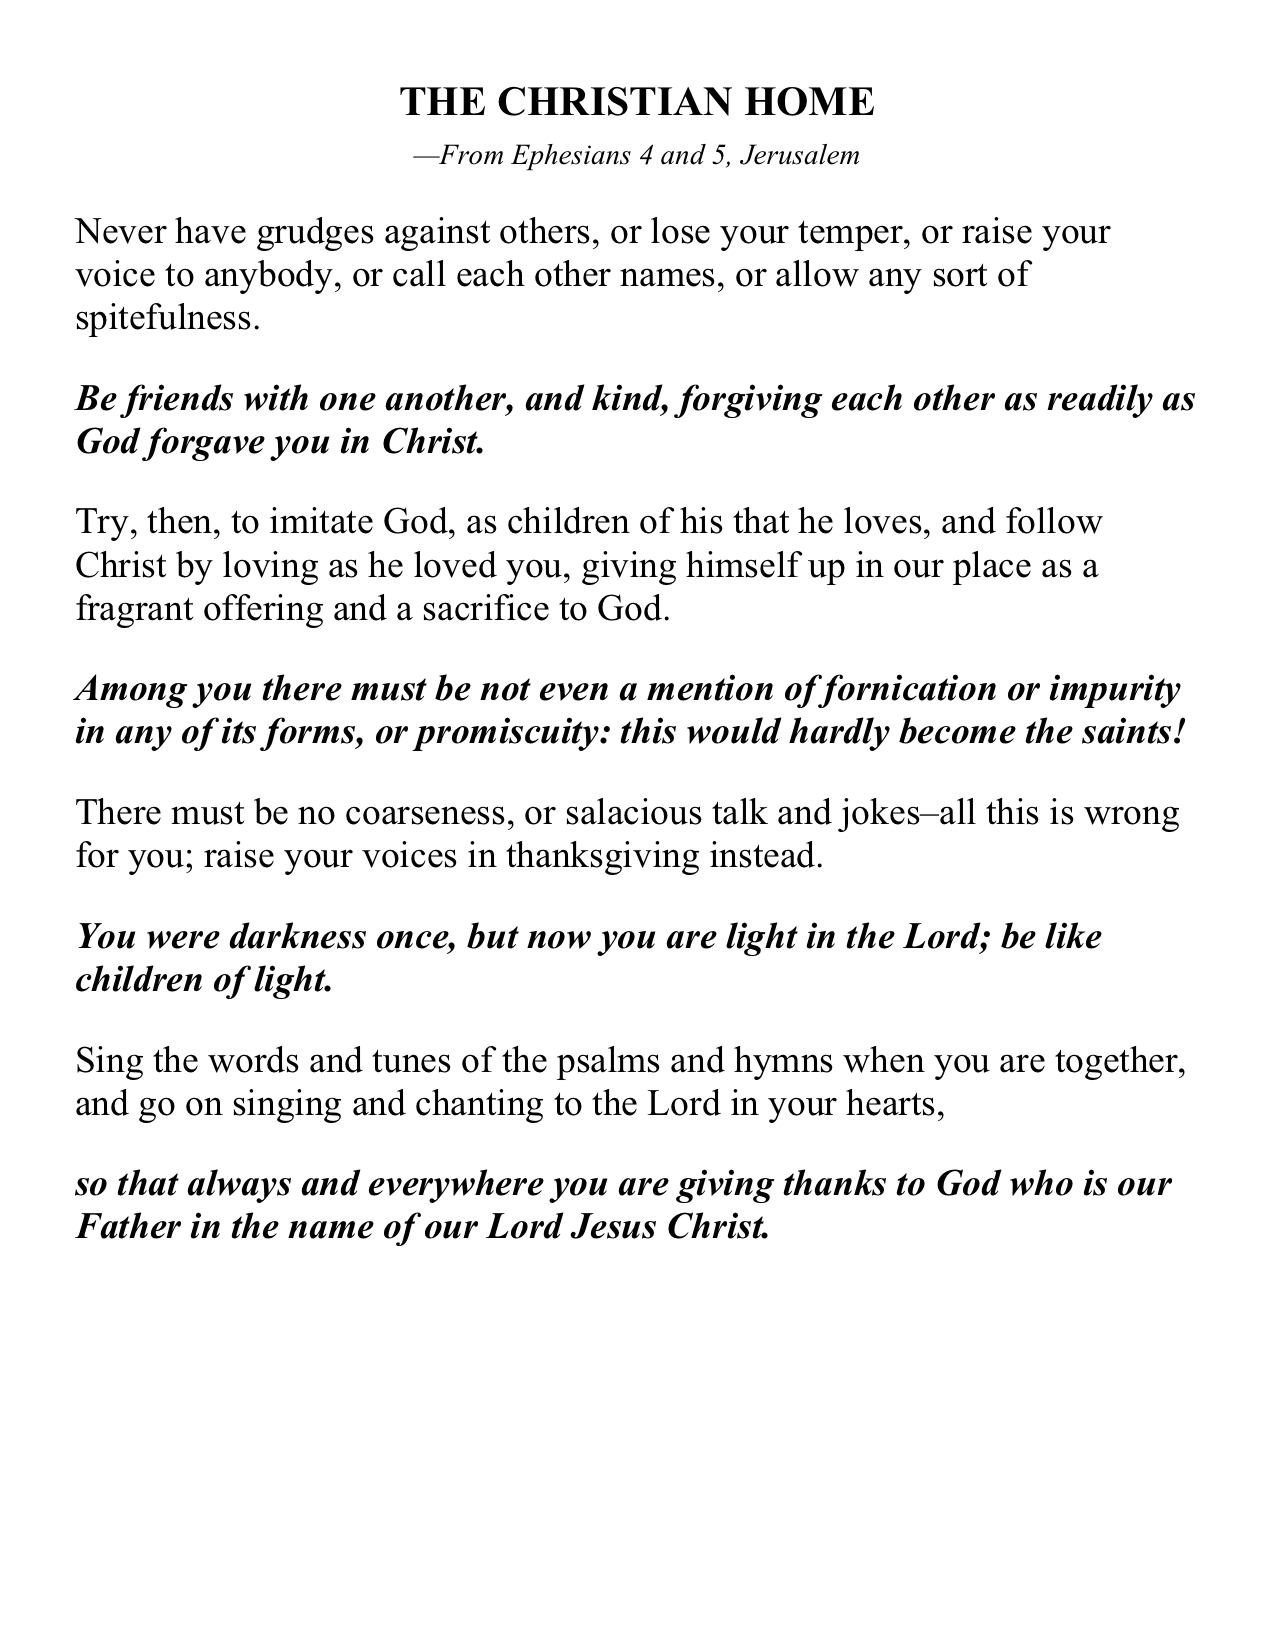 THE CHRISTIAN HOME
—From Ephesians 4 and 5, Jerusalem
Never have grudges against others, or lose your temper, or raise your
voice to anybody, or call each other names, or allow any sort of
spitefulness.
Be friends with one another, and kind, forgiving each other as readily as
God forgave you in Christ.
Try, then, to imitate God, as children of his that he loves, and follow
Christ by loving as he loved you, giving himself up in our place as a
fragrant offering and a sacrifice to God.
Among you there must be not even a mention of fornication or impurity
in any of its forms, or promiscuity: this would hardly become the saints!
There must be no coarseness, or salacious talk and jokes–all this is wrong
for you; raise your voices in thanksgiving instead.
You were darkness once, but now you are light in the Lord; be like
children of light.
Sing the words and tunes of the psalms and hymns when you are together,
and go on singing and chanting to the Lord in your hearts,
so that always and everywhere you are giving thanks to God who is our
Father in the name of our Lord Jesus Christ.